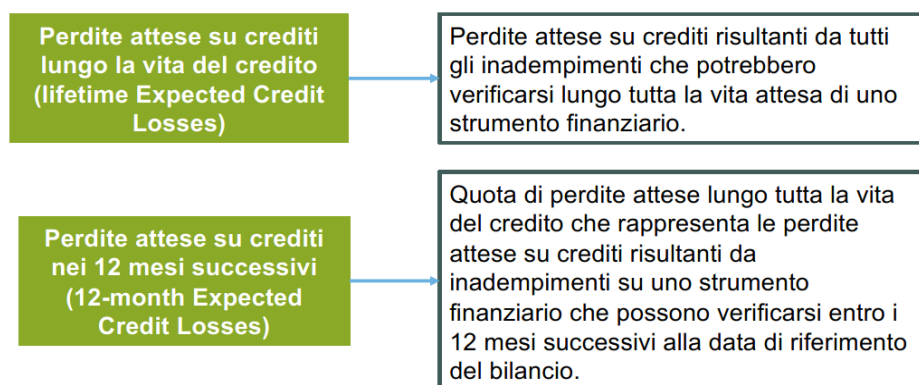 Perdite attese su crediti
lungo la vita del credito
(lifetime Expected Credit
Losses)
Perdite attese su crediti risultanti da tutti
gli inadempimenti che potrebbero
verificarsi lungo tutta la vita attesa di uno
strumento finanziario.
Perdite attese su crediti
nei 12 mesi successivi
(12-month Expected
Credit Losses)
Quota di perdite attese lungo tutta la vita
del credito che rappresenta le perdite
attese su crediti risultanti da
inadempimenti su uno strumento
finanziario che possono verificarsi entro i
12 mesi successivi alla data di riferimento
del bilancio.